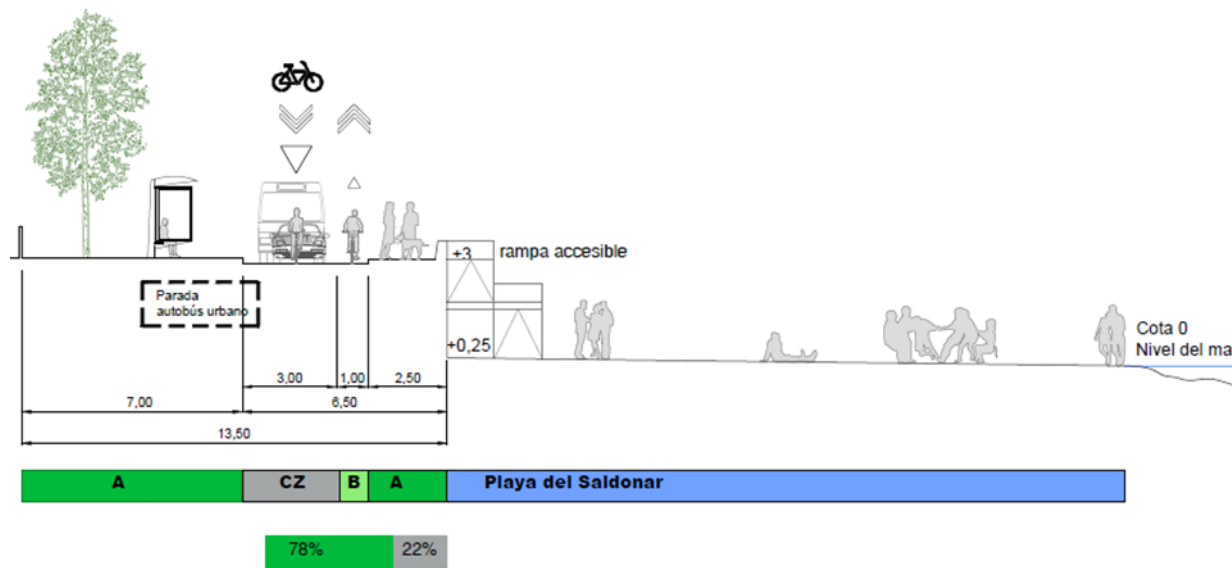 +3
rampa accesible
Parada
autobús urbano
+0,25
Cota 0
Nivel del ma
3,00
1,00
2,50
7,00
6,50
13,50
A
CZ
B
A
Playa del Saldonar
78%
22%